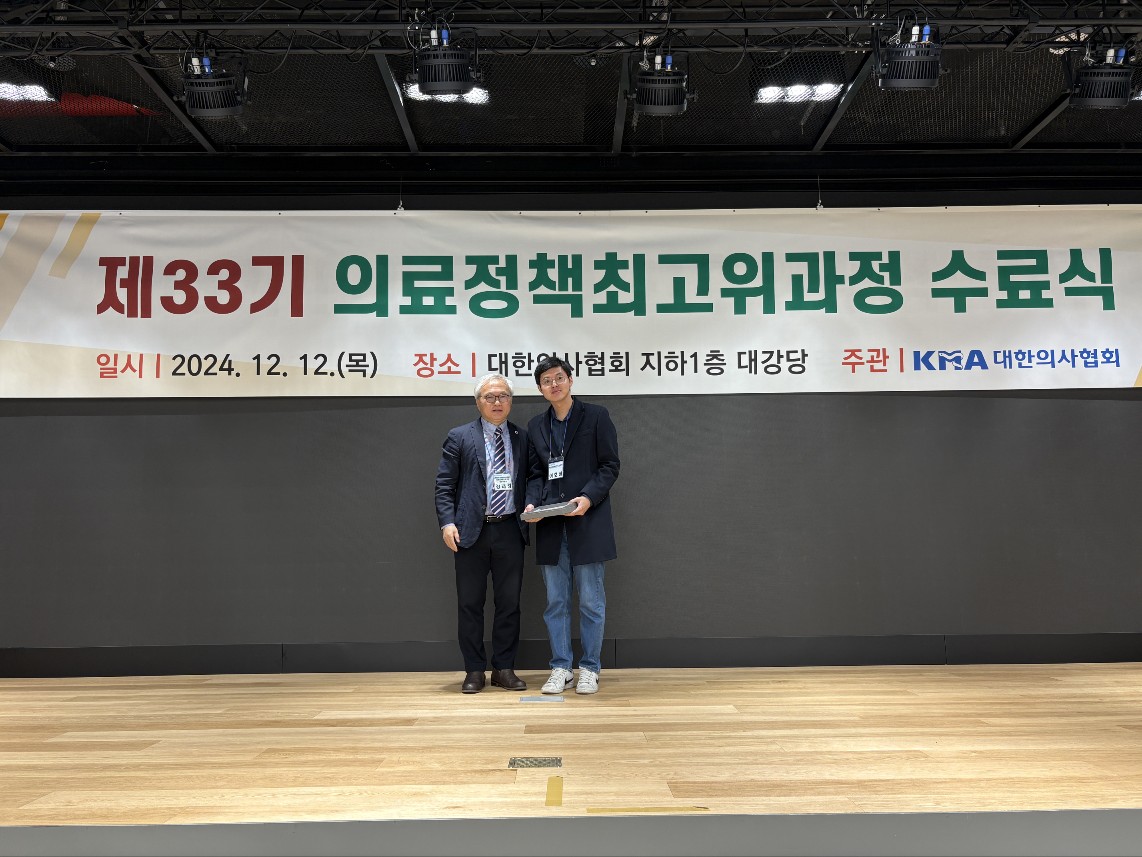 제33기 의료정책최고위과정 수료식
일시 | 2024. 12. 12.(목) 장소 | 대한의사협회 지하1층 대강당 주관 | KMA 대한의사협회